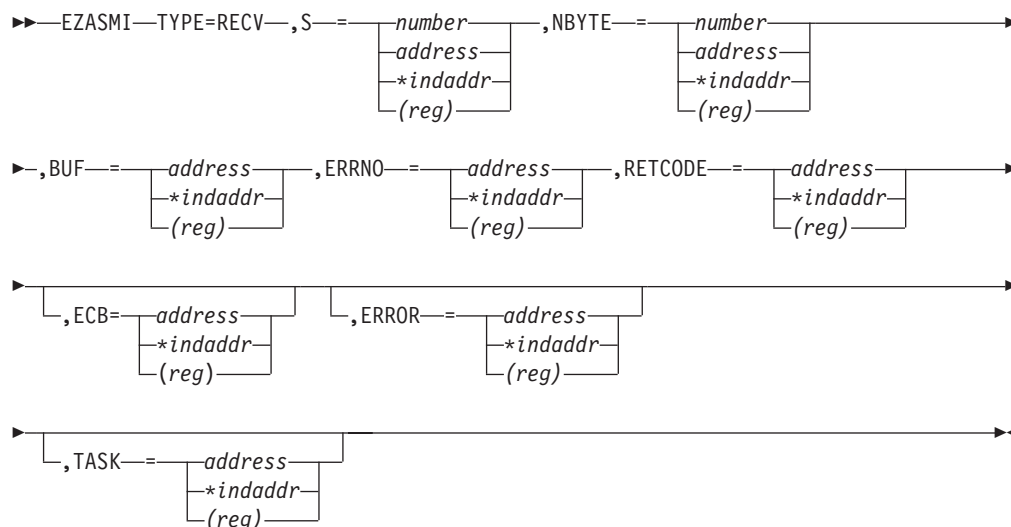 EZASMI TYPE=RECV ,S = number ,NBYTE = number
address address
*indaddr *indaddr
(reg) (reg)
,BUF = address ,ERRNO = address ,RETCODE = address
*indaddr *indaddr *indaddr
(reg) (reg) (reg)
,ECB= address ,ERROR = address
*indaddr *indaddr
(reg) (reg)
,TASK = address
*indaddr
(reg)